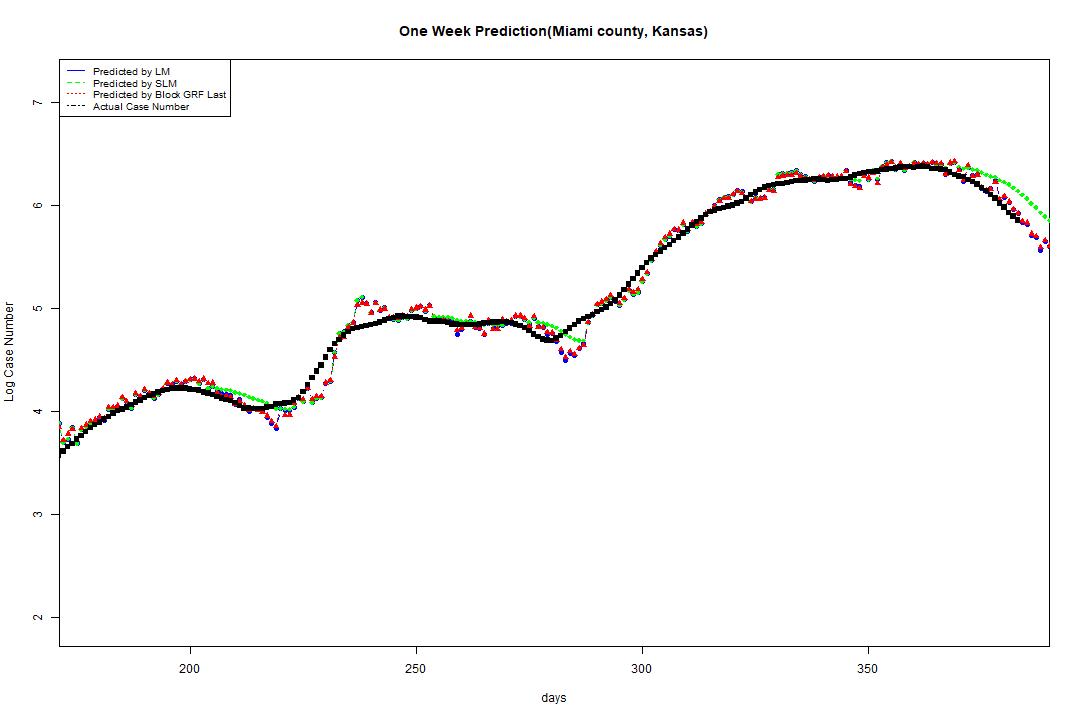 One Week Prediction(Miami county, Kansas)
Predicted by LM
Predicted by SLM
Predicted by Block GRF Last
Actual Case Number
7
6
5
4
3
2
Log Case Number
200 250 300 350
days